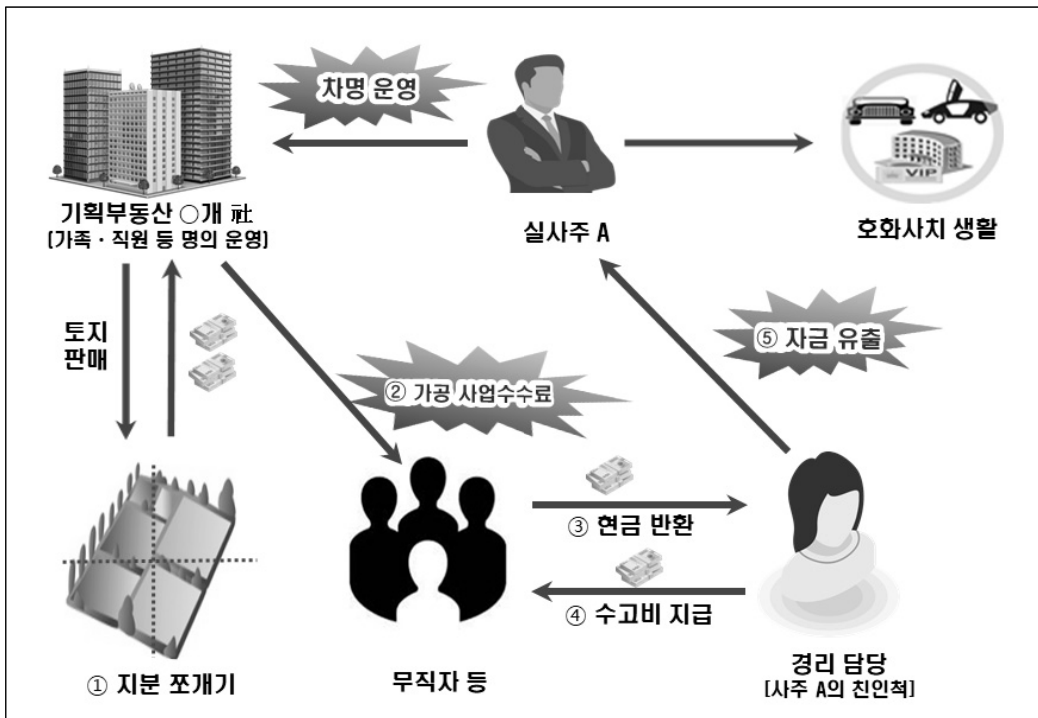 차명 운영
VIP
기획부동산 ○개 社
[가족·직원 등 명의 운영]
실사주 A
호화사치 생활
토지
판매
⑤ 자금 유출
② 가공 사업수수료
③ 현금 반환
④ 수고비 지급
① 지분 쪼개기
무직자 등
경리 담당
[사주 A의 친인척]